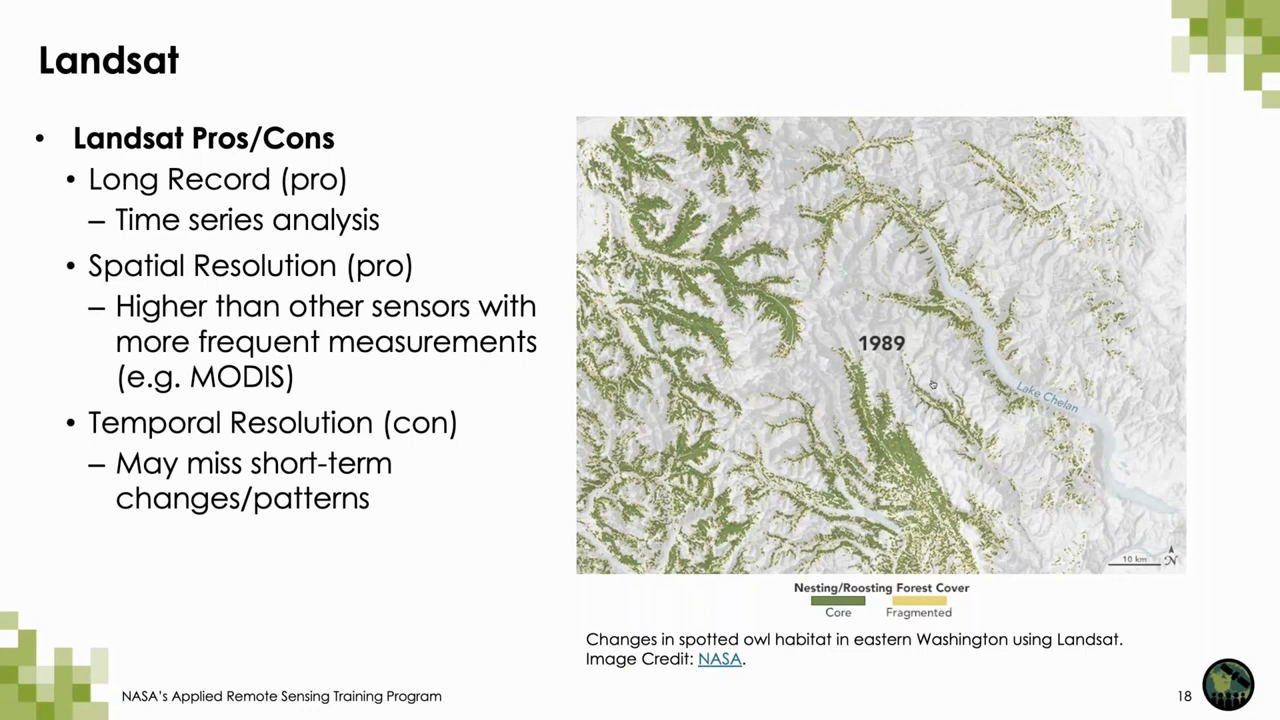 Landsat
• Landsat Pros/Cons
• Long Record (pro)
– Time series analysis
• Spatial Resolution (pro)
– Higher than other sensors with
more frequent measurements
(e.g. MODIS)
• Temporal Resolution (con)
– May miss short-term
changes/patterns
1989
Lake Chelan
10 km
N
Nesting/Roosting Forest Cover
Core Fragmented
Changes in spotted owl habitat in eastern Washington using Landsat.
Image Credit: NASA.
NASA's Applied Remote Sensing Training Program
18